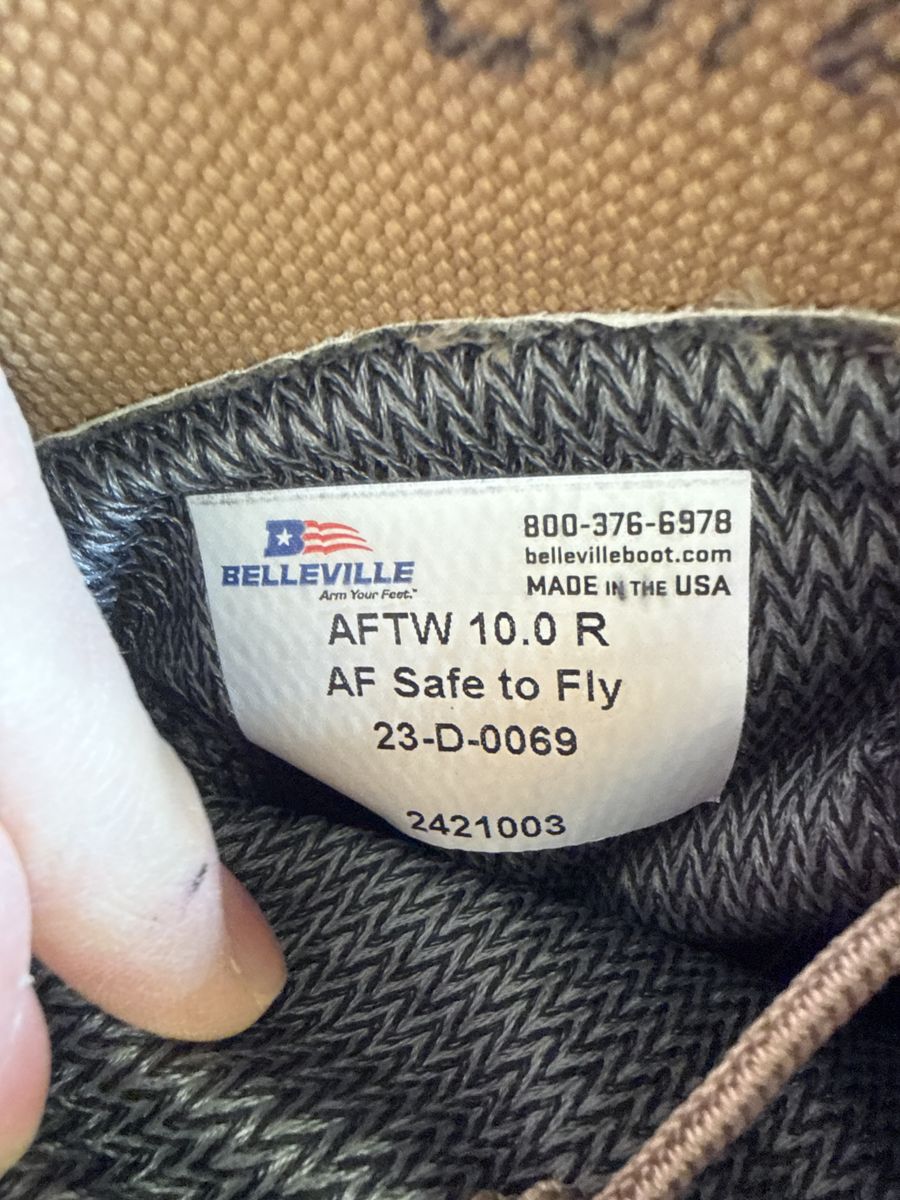 BELLEVILLE
Arm Your Feet.™
800-376-6978
bellevilleboot.com
MADE IN THE USA
AFTW 10.0 R
AF Safe to Fly
23-D-0069
2421003